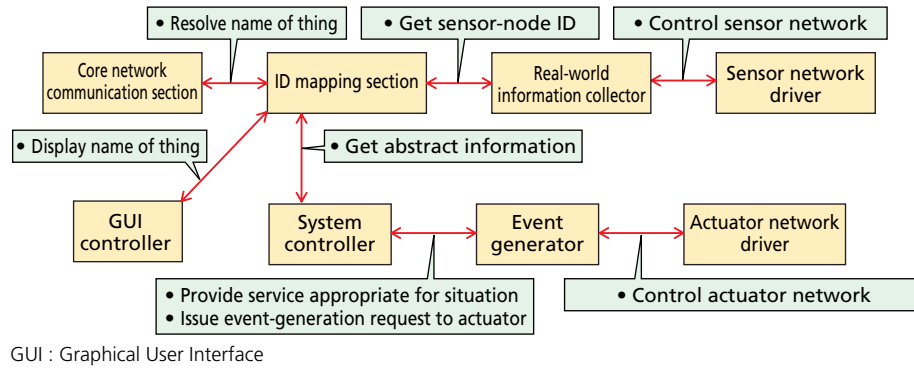 • Resolve name of thing
• Get sensor-node ID
• Control sensor network
Core network
communication section
ID mapping section
Real-world
information collector
Sensor network
driver
• Display name of thing
• Get abstract information
GUI
controller
System
controller
Event
generator
Actuator network
driver
• Provide service appropriate for situation
• Issue event-generation request to actuator
• Control actuator network
GUI : Graphical User Interface